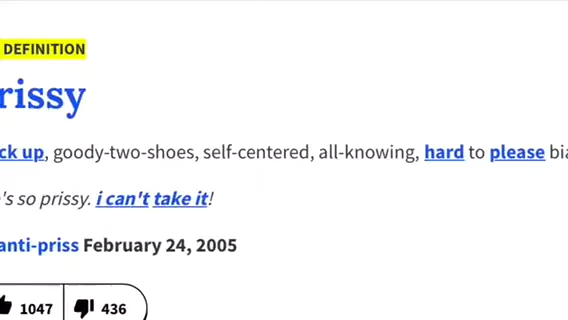 DEFINITION
rissy
ck up, goody-two-shoes, self-centered, all-knowing, hard to please bia
's so prissy. i can't take it!
anti-priss February 24, 2005
1047 436